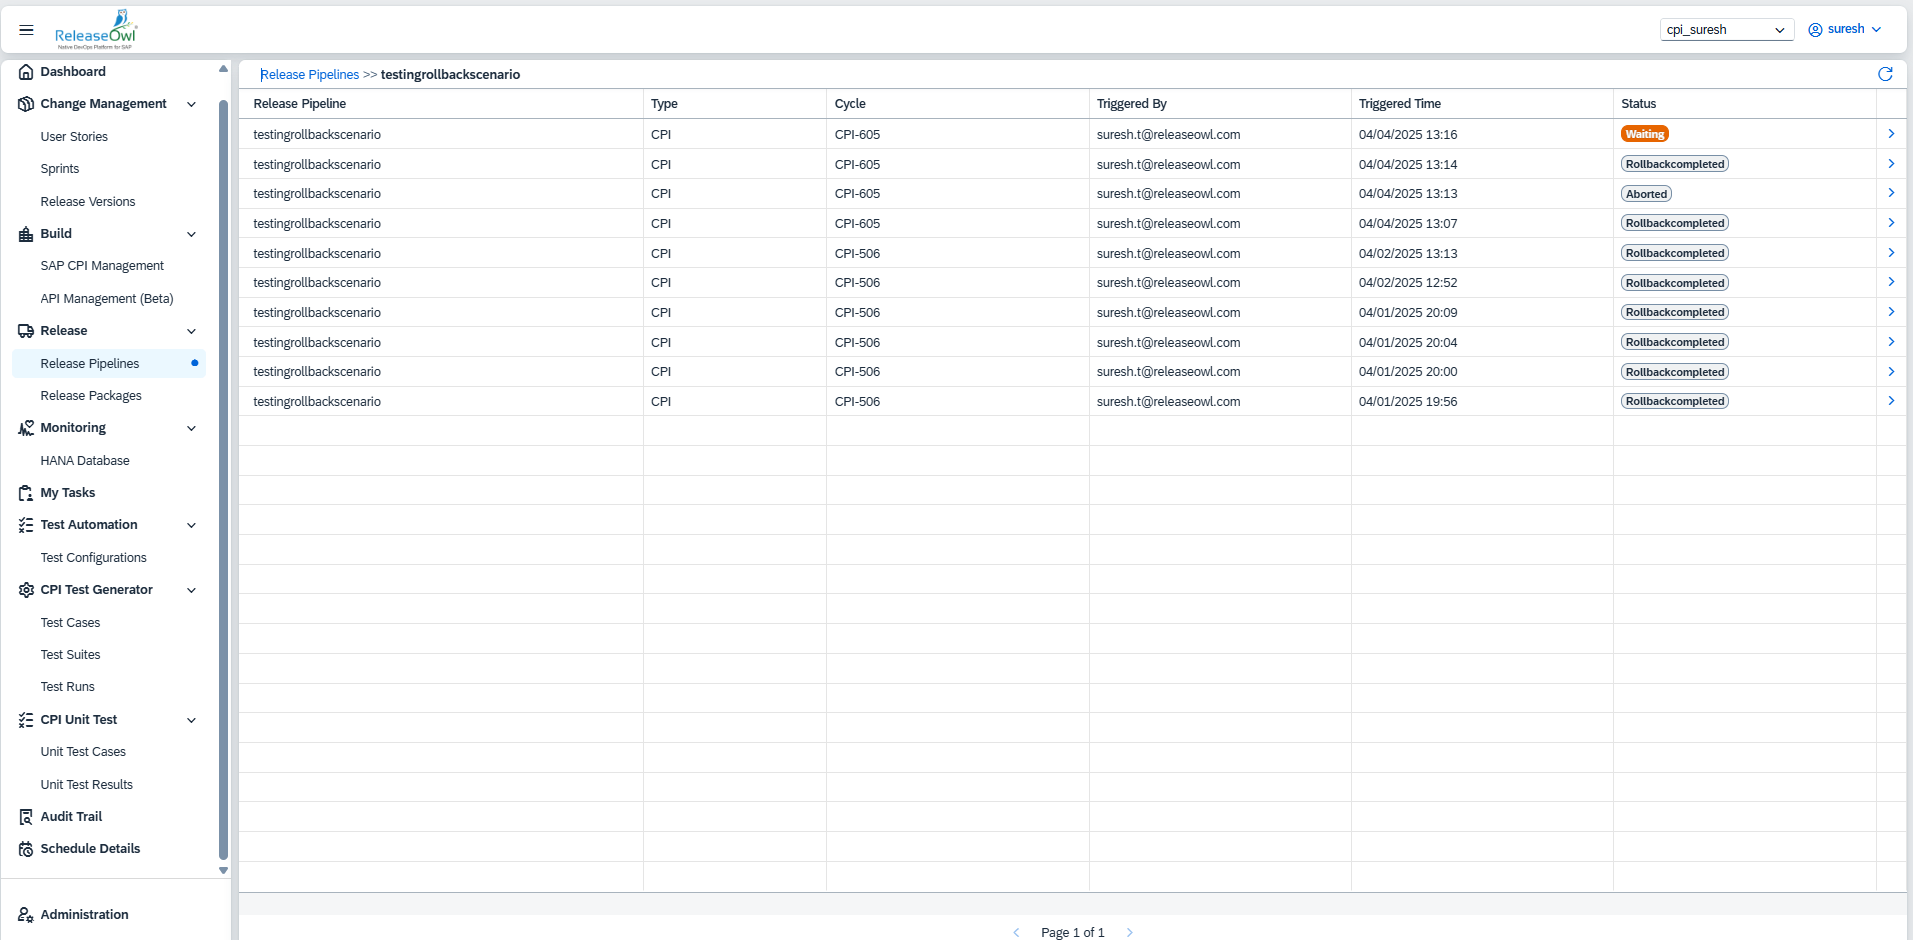 ReleaseOwl
Native DevOps Platform for SAP
cpi_suresh
suresh
Dashboard
Change Management
User Stories
Sprints
Release Versions
Build
SAP CPI Management
API Management (Beta)
Release
Release Pipelines
Release Packages
Monitoring
HANA Database
My Tasks
Test Automation
Test Configurations
CPI Test Generator
Test Cases
Test Suites
Test Runs
CPI Unit Test
Unit Test Cases
Unit Test Results
Audit Trail
Schedule Details
Administration
Release Pipelines >> testingrollbackscenario
Release Pipeline Type Cycle Triggered By Triggered Time Status
testingrollbackscenario CPI CPI-605 suresh.t@releaseowl.com 04/04/2025 13:16 Waiting
testingrollbackscenario CPI CPI-605 suresh.t@releaseowl.com 04/04/2025 13:14 Rollbackcompleted
testingrollbackscenario CPI CPI-605 suresh.t@releaseowl.com 04/04/2025 13:13 Aborted
testingrollbackscenario CPI CPI-605 suresh.t@releaseowl.com 04/04/2025 13:07 Rollbackcompleted
testingrollbackscenario CPI CPI-506 suresh.t@releaseowl.com 04/02/2025 13:13 Rollbackcompleted
testingrollbackscenario CPI CPI-506 suresh.t@releaseowl.com 04/02/2025 12:52 Rollbackcompleted
testingrollbackscenario CPI CPI-506 suresh.t@releaseowl.com 04/01/2025 20:09 Rollbackcompleted
testingrollbackscenario CPI CPI-506 suresh.t@releaseowl.com 04/01/2025 20:04 Rollbackcompleted
testingrollbackscenario CPI CPI-506 suresh.t@releaseowl.com 04/01/2025 20:00 Rollbackcompleted
testingrollbackscenario CPI CPI-506 suresh.t@releaseowl.com 04/01/2025 19:56 Rollbackcompleted
Page 1 of 1